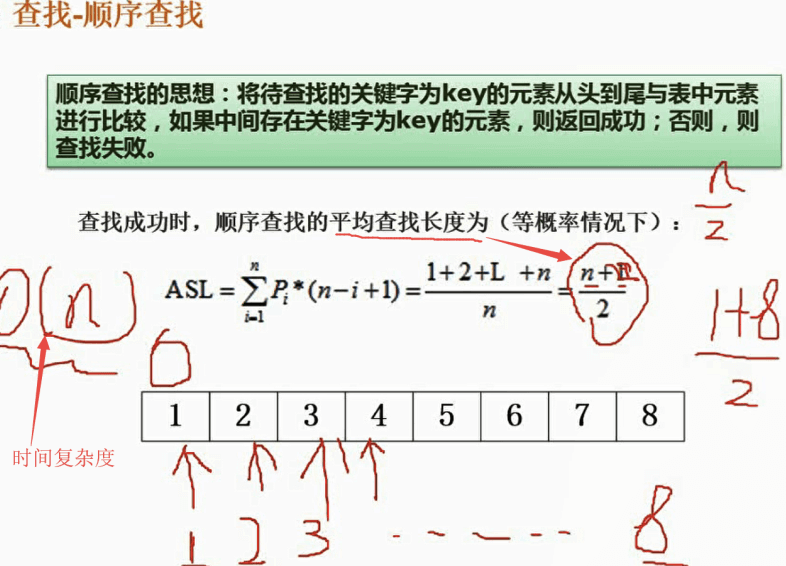 查找-顺序查找
顺序查找的思想：将待查找的关键字为key的元素从头到尾与表中元素
进行比较，如果中间存在关键字为key的元素，则返回成功；否则，则
查找失败。
n/2
查找成功时，顺序查找的平均查找长度为（等概率情况下）：
ASL = ∑_{i=1}^{n} P_i*(n-i+1) = (1+2+L +n)/n = (n+1)/2
O(n)
(1+8)/2
0
1 2 3 4 5 6 7 8
时间复杂度
1 2 3 - - - - - 8